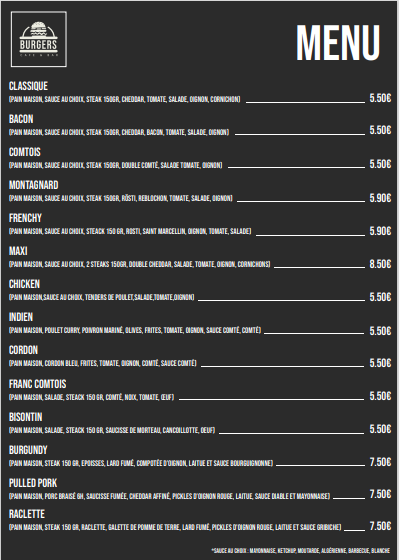 BURGERS
CAFE & BAR
MENU
CLASSIQUE
(PAIN MAISON, SAUCE AU CHOIX, STEAK 150GR, CHEDDAR, TOMATE, SALADE, OIGNON, CORNICHON) 5.50€
BACON
(PAIN MAISON, SAUCE AU CHOIX, STEAK 150GR, CHEDDAR, BACON, TOMATE, SALADE, OIGNON) 5.50€
COMTOIS
(PAIN MAISON, SAUCE AU CHOIX, STEAK 150GR, DOUBLE COMTÉ, SALADE TOMATE, OIGNON) 5.50€
MONTAGNARD
(PAIN MAISON, SAUCE AU CHOIX, STEAK 150GR, RÖSTI, REBLOCHON, TOMATE, SALADE, OIGNON) 5.90€
FRENCHY
(PAIN MAISON, SAUCE AU CHOIX, STEACK 150 GR, ROSTI, SAINT MARCELLIN, OIGNON, TOMATE, SALADE) 5.90€
MAXI
(PAIN MAISON, SAUCE AU CHOIX, 2 STEAKS 150GR, DOUBLE CHEDDAR, SALADE, TOMATE, OIGNON, CORNICHONS) 8.50€
CHICKEN
(PAIN MAISON,SAUCE AU CHOIX, TENDERS DE POULET,SALADE,TOMATE,OIGNON) 5.50€
INDIEN
(PAIN MAISON, POULET CURRY, POIVRON MARINÉ, OLIVES, FRITES, TOMATE, OIGNON, SAUCE COMTÉ, COMTÉ) 5.50€
CORDON
(PAIN MAISON, CORDON BLEU, FRITES, TOMATE, OIGNON, COMTÉ, SAUCE COMTÉ) 5.50€
FRANC COMTOIS
(PAIN MAISON, SALADE, STEACK 150 GR, COMTÉ, NOIX, TOMATE, ŒUF) 5.50€
BISONTIN
(PAIN MAISON, SALADE, STEACK 150 GR, SAUCISSE DE MORTEAU, CANCOILLOTTE, OEUF) 5.50€
BURGUNDY
(PAIN MAISON, STEAK 150 GR, EPOISSES, LARD FUMÉ, COMPOTÉE D'OIGNON, LAITUE ET SAUCE BOURGUIGNONNE) 7.50€
PULLED PORK
(PAIN MAISON, PORC BRAISÉ 6H, SAUCISSE FUMÉE, CHEDDAR AFFINÉ, PICKLES D'OIGNON ROUGE, LAITUE, SAUCE DIABLE ET MAYONNAISE) 7.50€
RACLETTE
(PAIN MAISON, STEAK 150 GR, RACLETTE, GALETTE DE POMME DE TERRE, LARD FUMÉ, PICKLES D'OIGNON ROUGE, LAITUE ET SAUCE GRIBICHE) 7.50€
*SAUCE AU CHOIX : MAYONNAISE, KETCHUP, MOUTARDE, ALGÉRIENNE, BARBECUE, BLANCHE